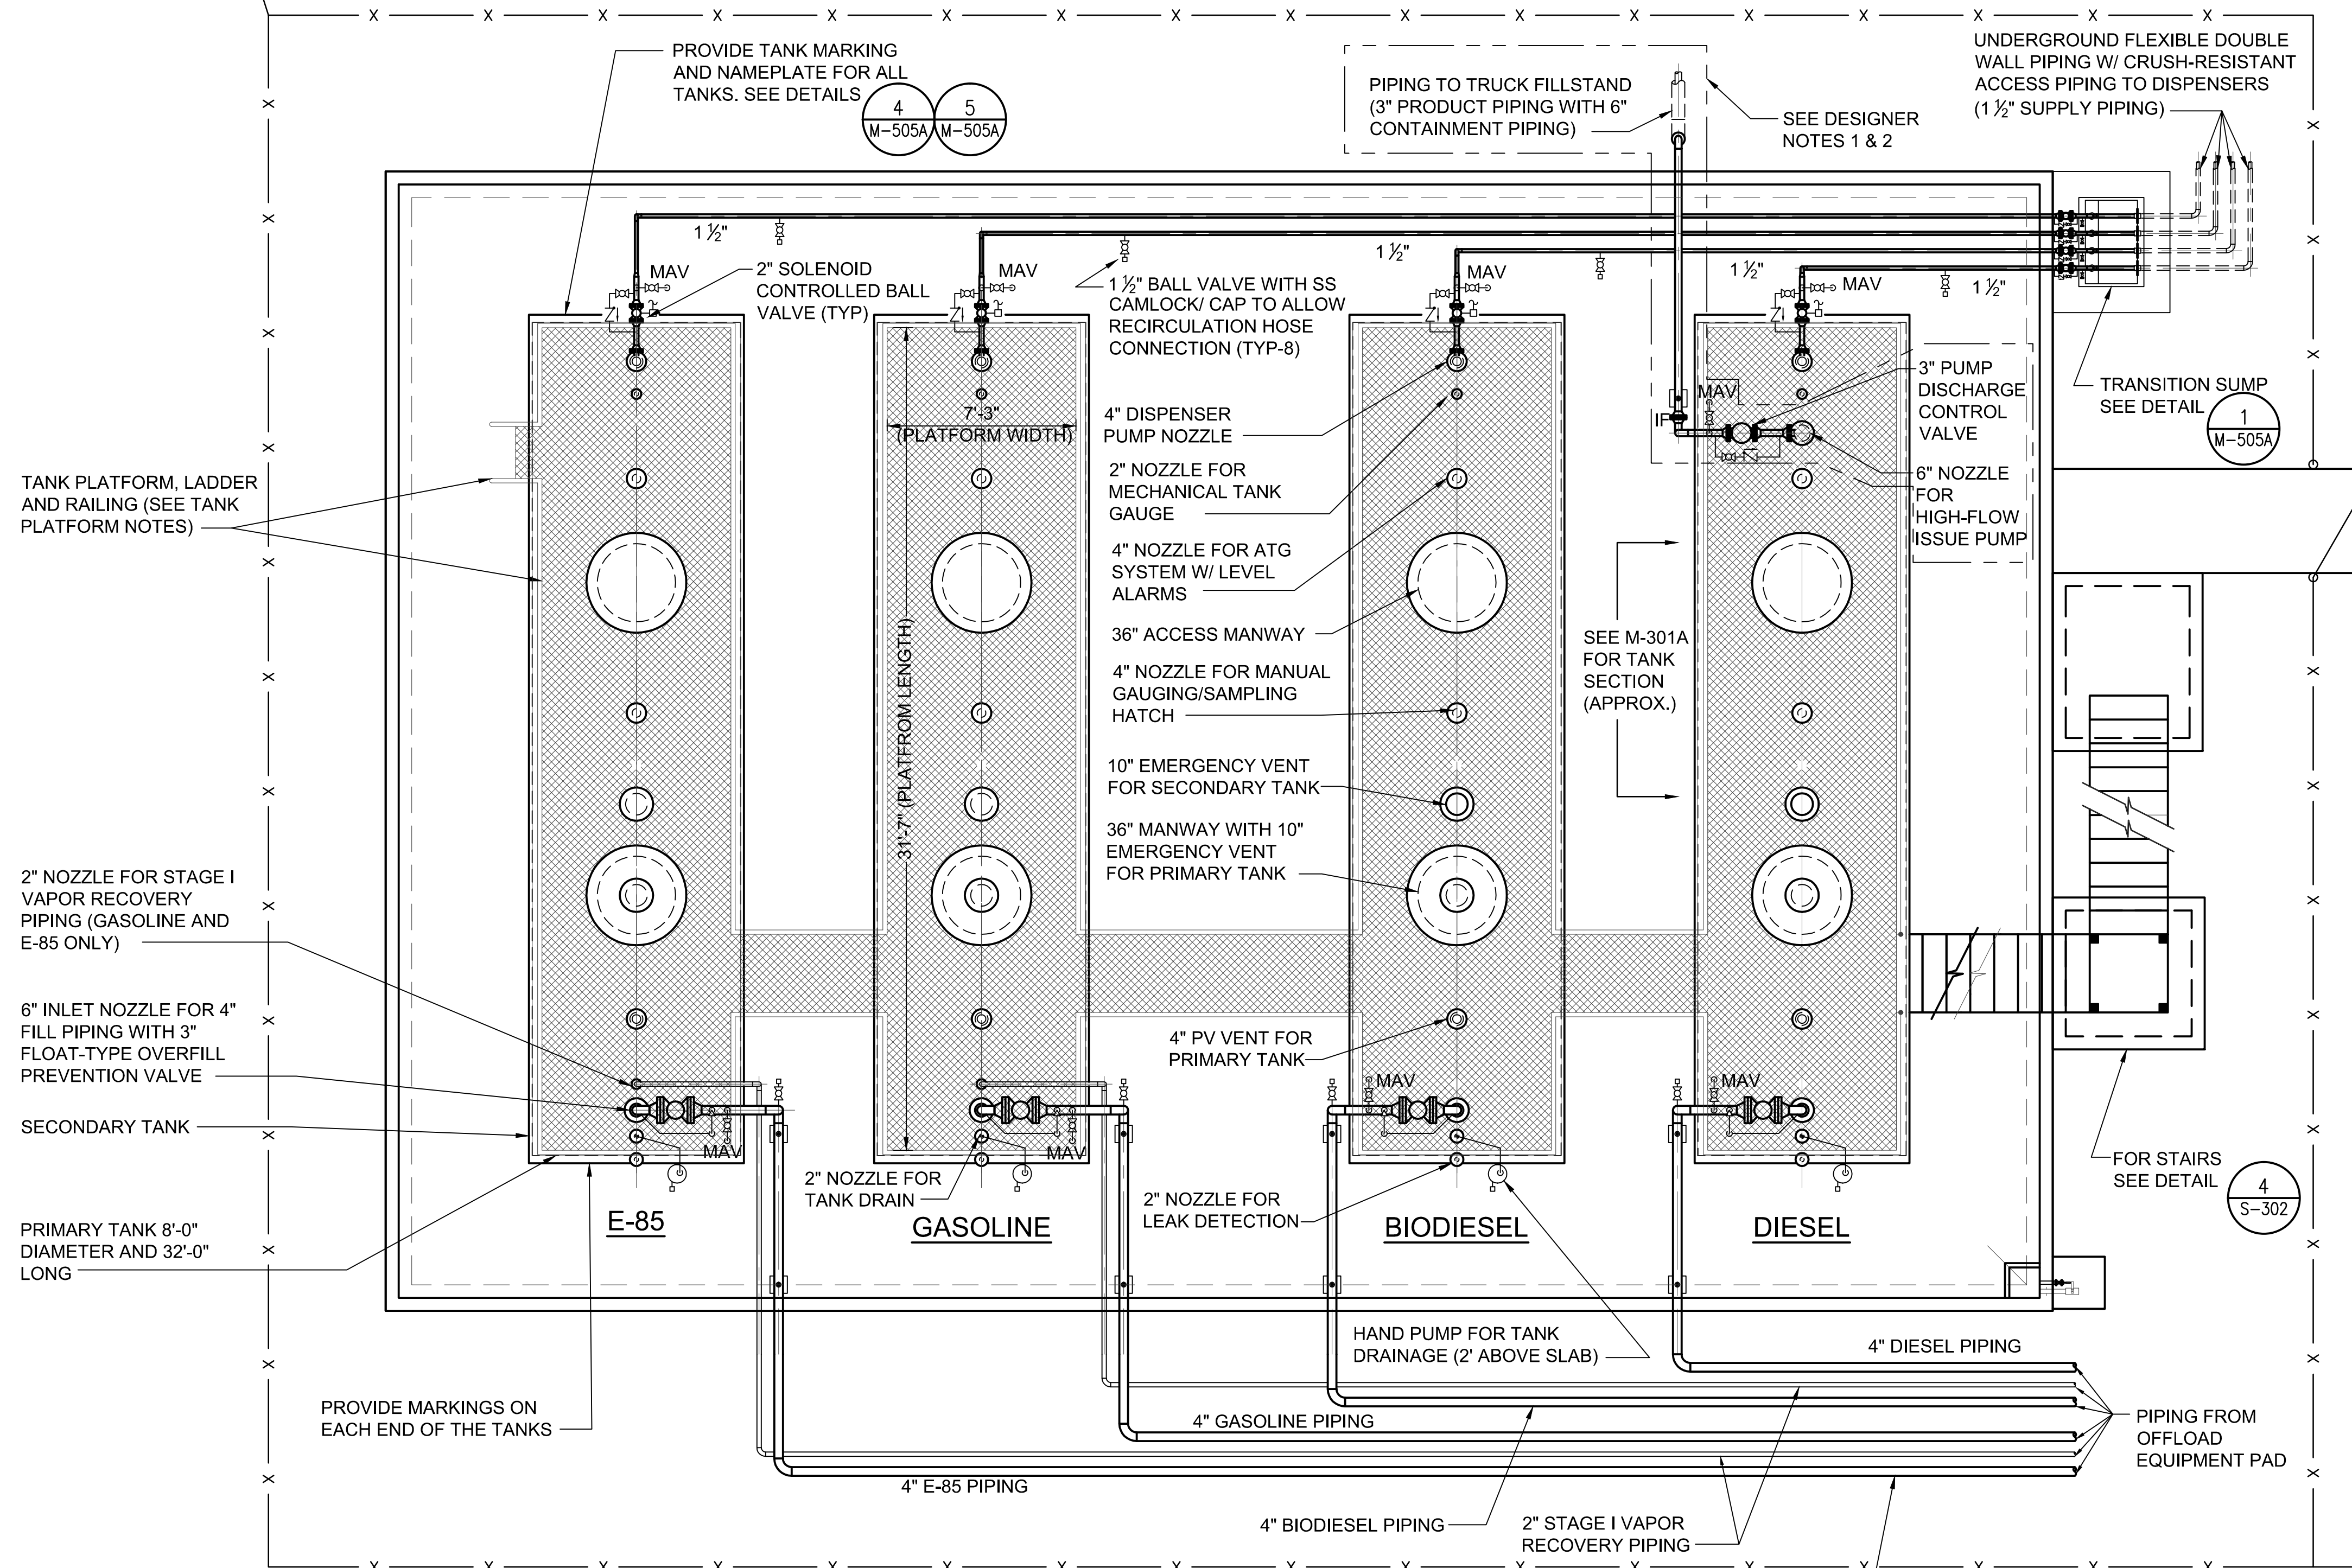 PROVIDE TANK MARKING
AND NAMEPLATE FOR ALL
TANKS. SEE DETAILS
4
M-505A
5
M-505A
PIPING TO TRUCK FILLSTAND
(3" PRODUCT PIPING WITH 6"
CONTAINMENT PIPING)
SEE DESIGNER
NOTES 1 & 2
UNDERGROUND FLEXIBLE DOUBLE
WALL PIPING W/ CRUSH-RESISTANT
ACCESS PIPING TO DISPENSERS
(1 ½" SUPPLY PIPING)
1 ½"
1 ½"
1 ½"
1 ½"
MAV
MAV
MAV
MAV
2" SOLENOID
CONTROLLED BALL
VALVE (TYP)
1 ½" BALL VALVE WITH SS
CAMLOCK/ CAP TO ALLOW
RECIRCULATION HOSE
CONNECTION (TYP-8)
3" PUMP
DISCHARGE
CONTROL
VALVE
MAV
IF
TRANSITION SUMP
SEE DETAIL
1
M-505A
7'-3"
(PLATFORM WIDTH)
4" DISPENSER
PUMP NOZZLE
2" NOZZLE FOR
MECHANICAL TANK
GAUGE
6" NOZZLE
FOR
HIGH-FLOW
ISSUE PUMP
TANK PLATFORM, LADDER
AND RAILING (SEE TANK
PLATFORM NOTES)
4" NOZZLE FOR ATG
SYSTEM W/ LEVEL
ALARMS
36" ACCESS MANWAY
SEE M-301A
FOR TANK
SECTION
(APPROX.)
31'-7" (PLATFROM LENGTH)
4" NOZZLE FOR MANUAL
GAUGING/SAMPLING
HATCH
10" EMERGENCY VENT
FOR SECONDARY TANK
36" MANWAY WITH 10"
EMERGENCY VENT
FOR PRIMARY TANK
2" NOZZLE FOR STAGE I
VAPOR RECOVERY
PIPING (GASOLINE AND
E-85 ONLY)
6" INLET NOZZLE FOR 4"
FILL PIPING WITH 3"
FLOAT-TYPE OVERFILL
PREVENTION VALVE
4" PV VENT FOR
PRIMARY TANK
MAV
MAV
SECONDARY TANK
MAV
MAV
2" NOZZLE FOR
TANK DRAIN
2" NOZZLE FOR
LEAK DETECTION
FOR STAIRS
SEE DETAIL
4
S-302
E-85
GASOLINE
BIODIESEL
DIESEL
PRIMARY TANK 8'-0"
DIAMETER AND 32'-0"
LONG
HAND PUMP FOR TANK
DRAINAGE (2' ABOVE SLAB)
4" DIESEL PIPING
PROVIDE MARKINGS ON
EACH END OF THE TANKS
4" GASOLINE PIPING
PIPING FROM
OFFLOAD
EQUIPMENT PAD
4" E-85 PIPING
4" BIODIESEL PIPING
2" STAGE I VAPOR
RECOVERY PIPING